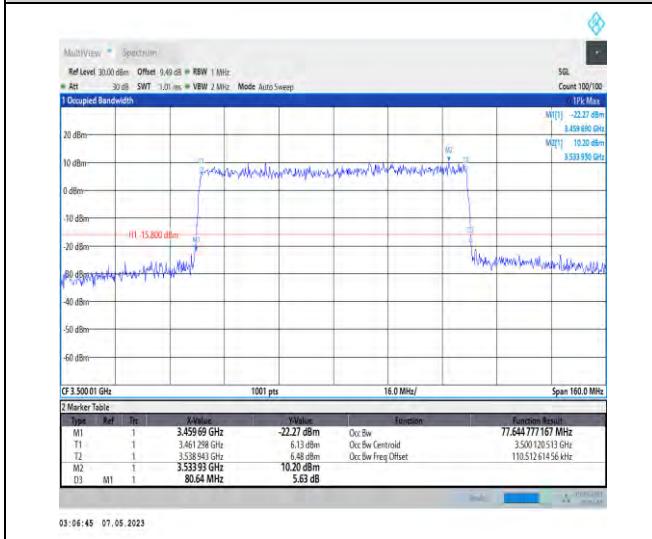 MultiView Spectrum
Ref Level 30.00 dBm Offset 9.49 dB RBW 1 MHz SGL
Att 30 dB SWT 1.01 ms VBW 2 MHz Mode Auto Sweep Count 100/100
1 Occupied Bandwidth 1Pk Max
M1[1] -22.27 dBm
3.459 690 GHz
20 dBm
M2[1] 10.20 dBm
3.533 930 GHz
M2
10 dBm
T1
T2
0 dBm
-10 dBm
H1 -15.800 dBm
M1
D3
-20 dBm
-30 dBm
-40 dBm
-50 dBm
-60 dBm
CF 3.500 01 GHz 1001 pts 16.0 MHz/ Span 160.0 MHz
2 Marker Table
Type Ref Trc X-Value Y-Value Function Function Result
M1 1 3.459 69 GHz -22.27 dBm Occ Bw 77.644 777 167 MHz
T1 1 3.461 298 GHz 6.13 dBm Occ Bw Centroid 3.500 120 513 GHz
T2 1 3.538 943 GHz 6.48 dBm Occ Bw Freq Offset 110.512 614 56 kHz
M2 1 3.533 93 GHz 10.20 dBm
D3 M1 1 80.64 MHz 5.63 dB
03:06:45 07.05.2023